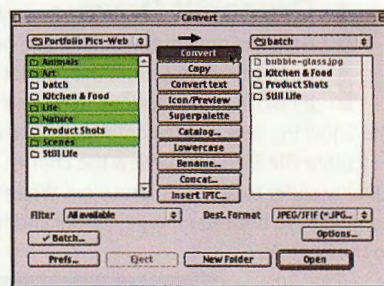 Convert
Portfolio Pics-Web
Animals
Art
batch
Kitchen & Food
Life
Nature
Product Shots
Scenes
Still Life
Convert
Copy
Convert text
Icon/Preview
Superpalette
Catalog...
Lowercase
Rename...
Concat...
Insert IPTC...
batch
bubble-glass.jpg
Kitchen & Food
Product Shots
Still Life
Filter All available
Dest. Format JPEG/JFIF (*.JPG...
✓ Batch...
Options...
Prefs...
Eject
New Folder
Open